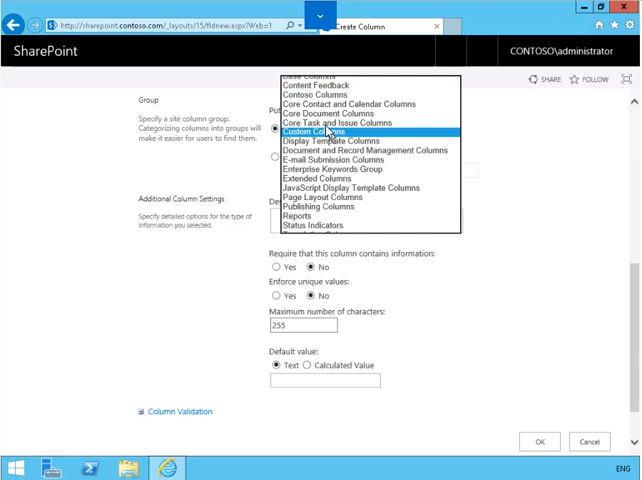 http://sharepoint.contoso.com/_layouts/15/fldnew.aspx?Web=1
Create Column
SharePoint
CONTOSO\administrator
SHARE
FOLLOW
Group
Specify a site column group.
Categorizing columns into groups will
make it easier for users to find them.
Base Columns
Content Feedback
Contoso Columns
Core Contact and Calendar Columns
Core Document Columns
Core Task and Issue Columns
Custom Columns
Display Template Columns
Document and Record Management Columns
E-mail Submission Columns
Enterprise Keywords Group
Extended Columns
JavaScript Display Template Columns
Page Layout Columns
Publishing Columns
Reports
Status Indicators
Additional Column Settings
Specify detailed options for the type of
information you selected.
Require that this column contains information:
Yes No
Enforce unique values:
Yes No
Maximum number of characters:
255
Default value:
Text Calculated Value
Column Validation
OK Cancel
ENG